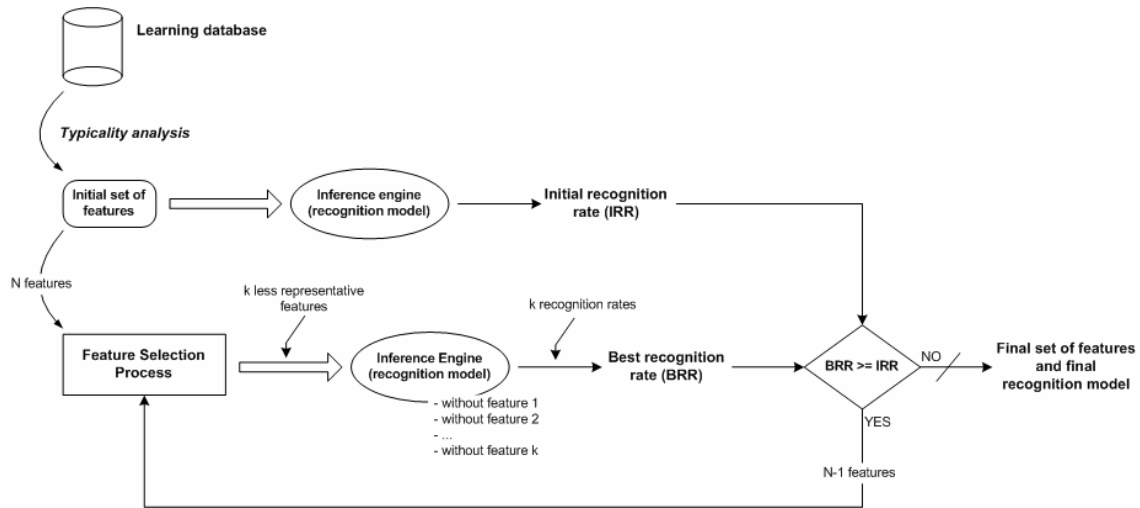 Learning database
Typicality analysis
Initial set of
features
Inference engine
(recognition model)
Initial recognition
rate (IRR)
N features
k less representative
features
k recognition rates
Feature Selection
Process
Inference Engine
(recognition model)
- without feature 1
- without feature 2
- ...
- without feature k
Best recognition
rate (BRR)
BRR >= IRR
NO
Final set of features
and final
recognition model
YES
N-1 features